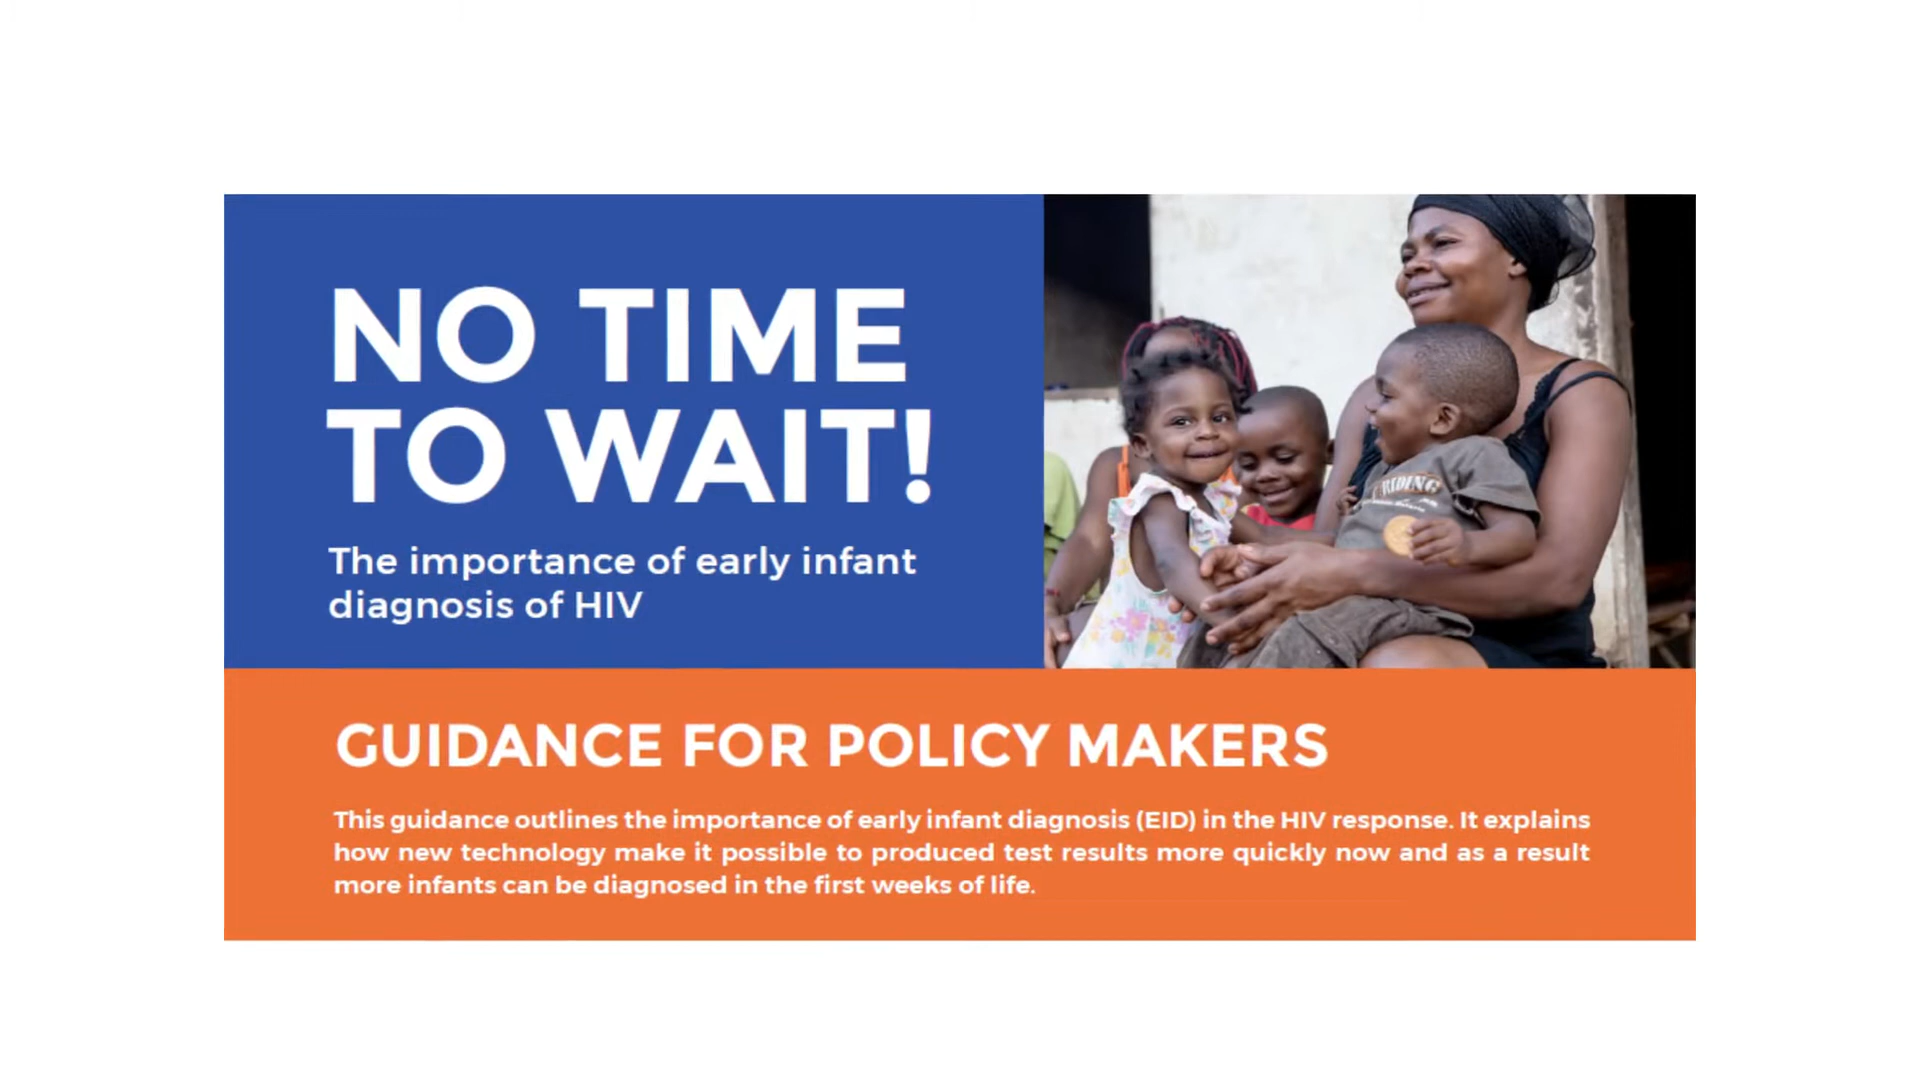 NO TIME
TO WAIT!
The importance of early infant
diagnosis of HIV
RIDING
GUIDANCE FOR POLICY MAKERS
This guidance outlines the importance of early infant diagnosis (EID) in the HIV response. It explains
how new technology make it possible to produced test results more quickly now and as a result
more infants can be diagnosed in the first weeks of life.